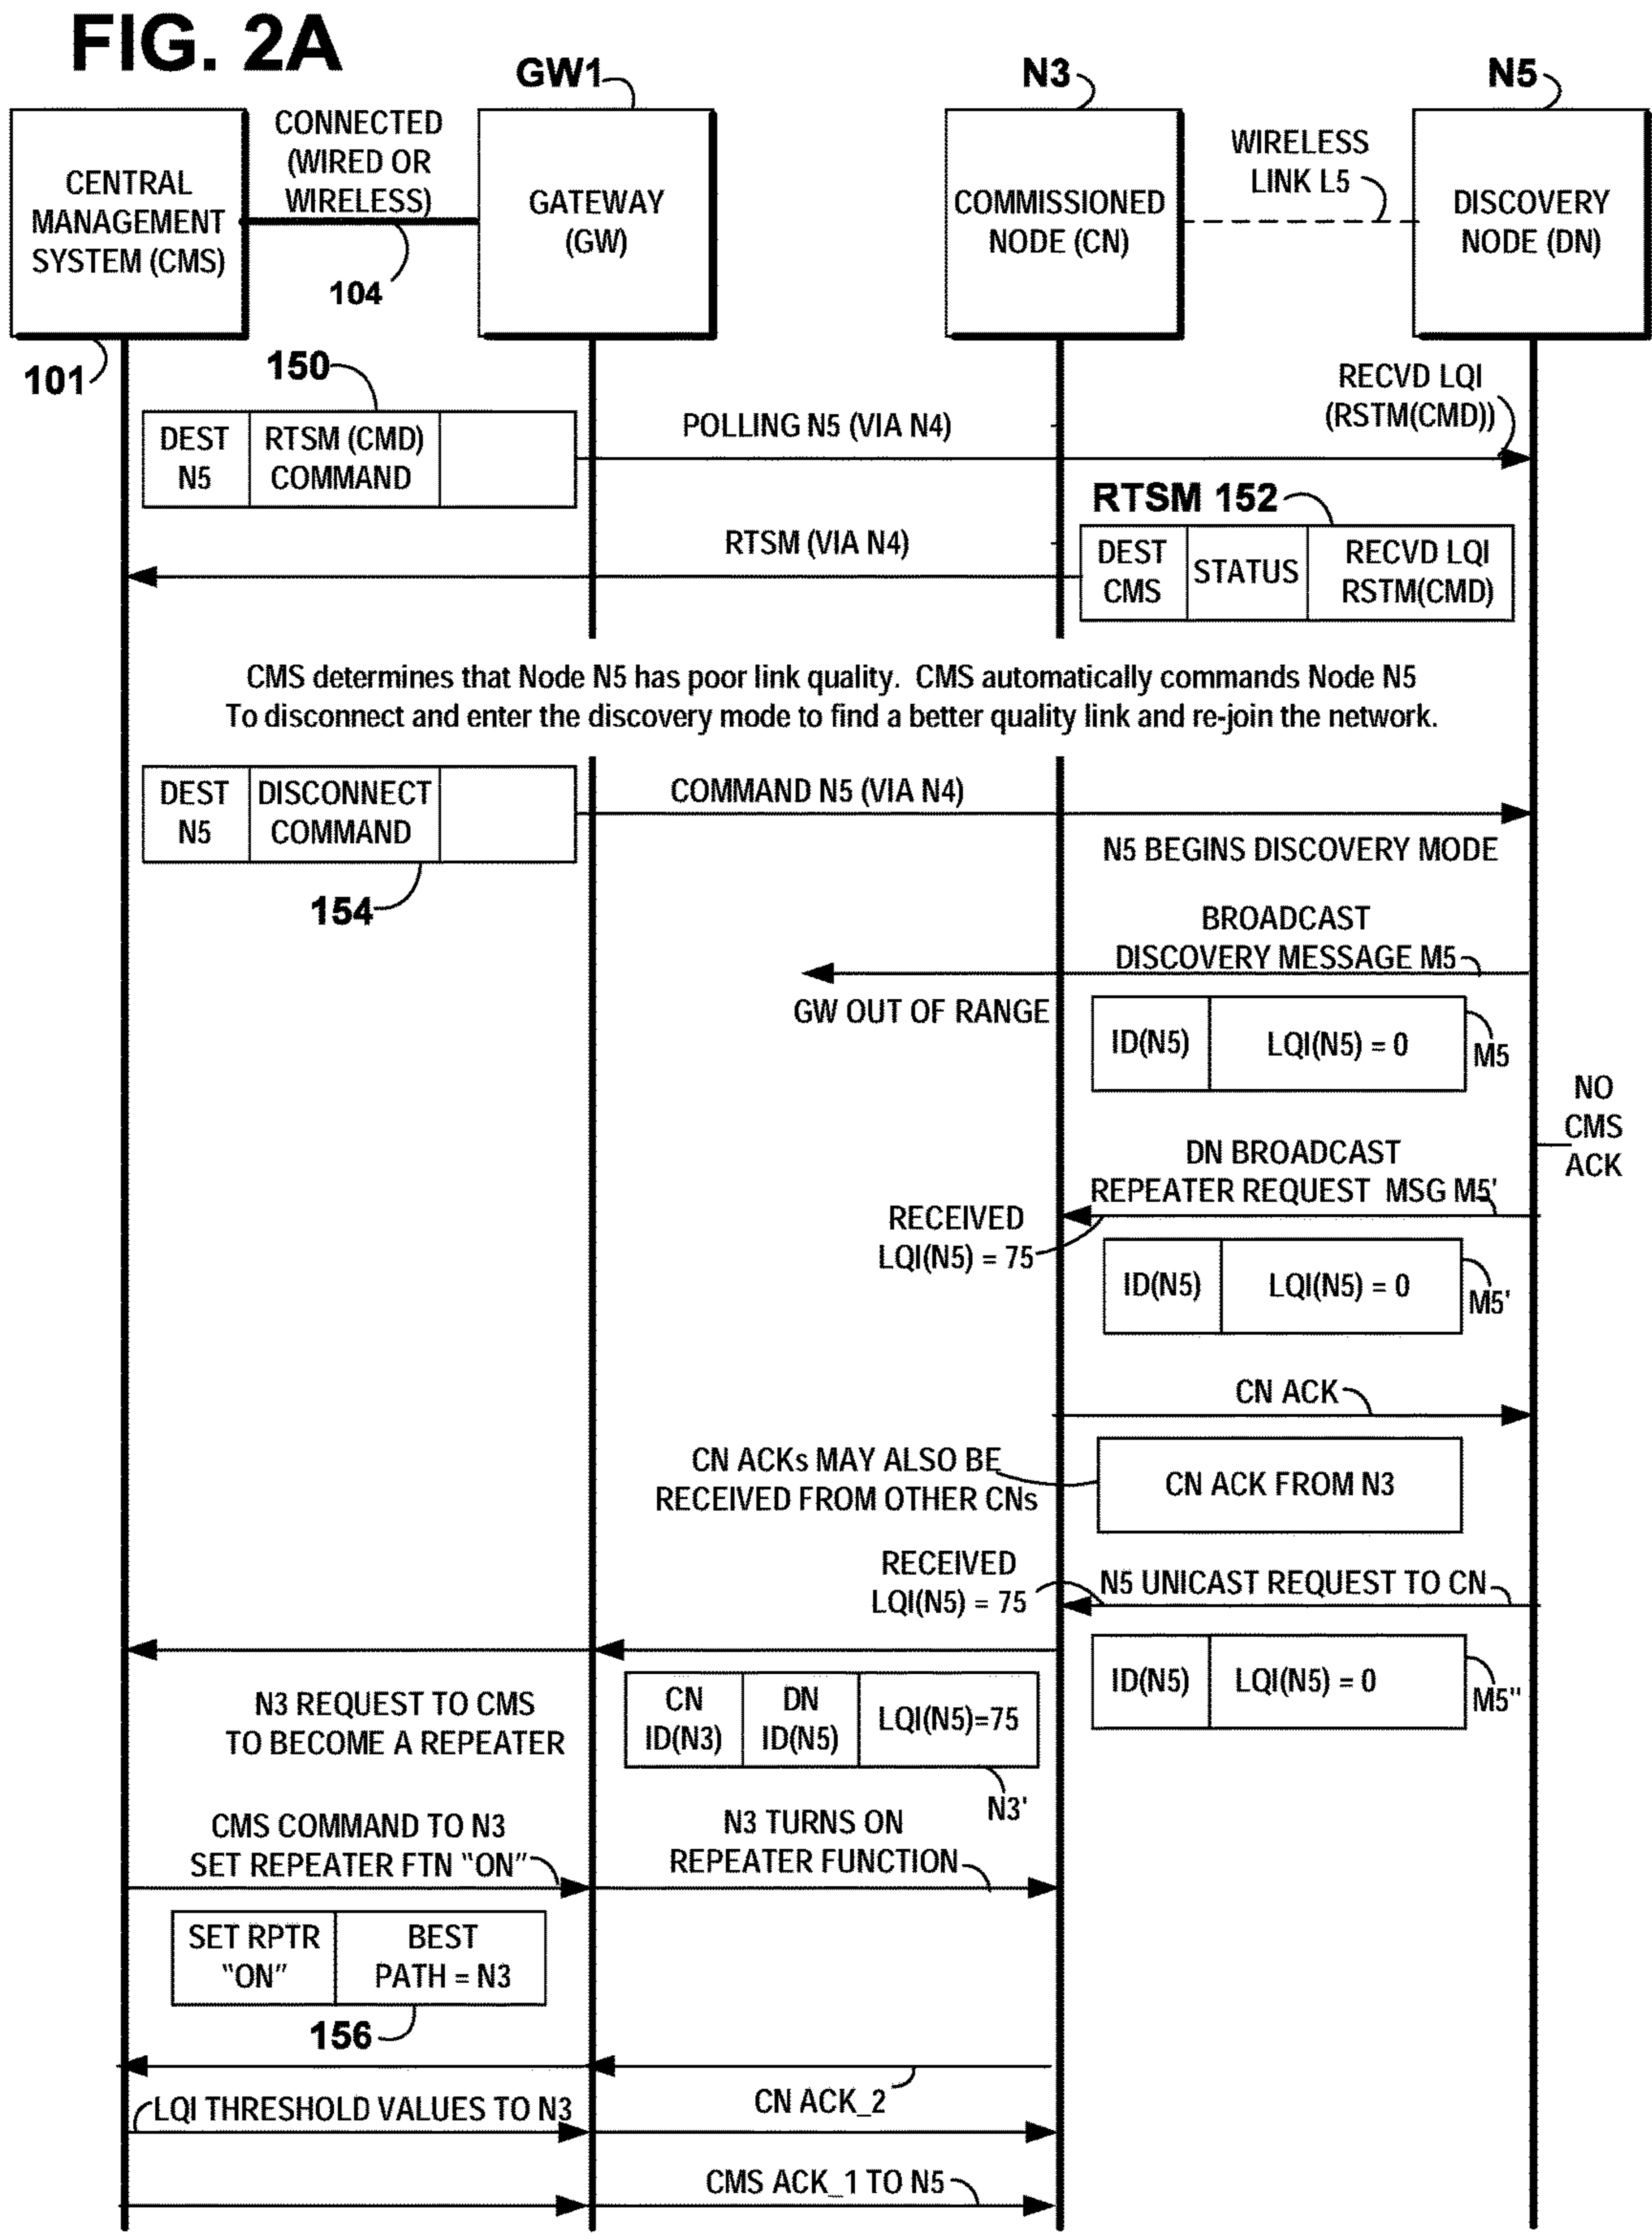 FIG. 2A
GW1
N3
N5
CENTRAL
MANAGEMENT
SYSTEM (CMS)
CONNECTED
(WIRED OR
WIRELESS)
104
GATEWAY
(GW)
COMMISSIONED
NODE (CN)
WIRELESS
LINK L5
DISCOVERY
NODE (DN)
101
150
DEST
N5
RTSM (CMD)
COMMAND
POLLING N5 (VIA N4)
RECVD LQI
(RSTM(CMD))
RTSM 152
RTSM (VIA N4)
DEST
CMS
STATUS
RECVD LQI
RSTM(CMD)
CMS determines that Node N5 has poor link quality. CMS automatically commands Node N5
To disconnect and enter the discovery mode to find a better quality link and re-join the network.
DEST
N5
DISCONNECT
COMMAND
154
COMMAND N5 (VIA N4)
N5 BEGINS DISCOVERY MODE
BROADCAST
DISCOVERY MESSAGE M5
GW OUT OF RANGE
ID(N5)
LQI(N5) = 0
M5
NO
CMS
ACK
DN BROADCAST
REPEATER REQUEST MSG M5'
RECEIVED
LQI(N5) = 75
ID(N5)
LQI(N5) = 0
M5'
CN ACK
CN ACKs MAY ALSO BE
RECEIVED FROM OTHER CNs
CN ACK FROM N3
RECEIVED
LQI(N5) = 75
N5 UNICAST REQUEST TO CN
ID(N5)
LQI(N5) = 0
M5"
N3 REQUEST TO CMS
TO BECOME A REPEATER
CN
ID(N3)
DN
ID(N5)
LQI(N5)=75
N3'
CMS COMMAND TO N3
SET REPEATER FTN "ON"
N3 TURNS ON
REPEATER FUNCTION
SET RPTR
"ON"
BEST
PATH = N3
156
CN ACK_2
LQI THRESHOLD VALUES TO N3
CMS ACK_1 TO N5